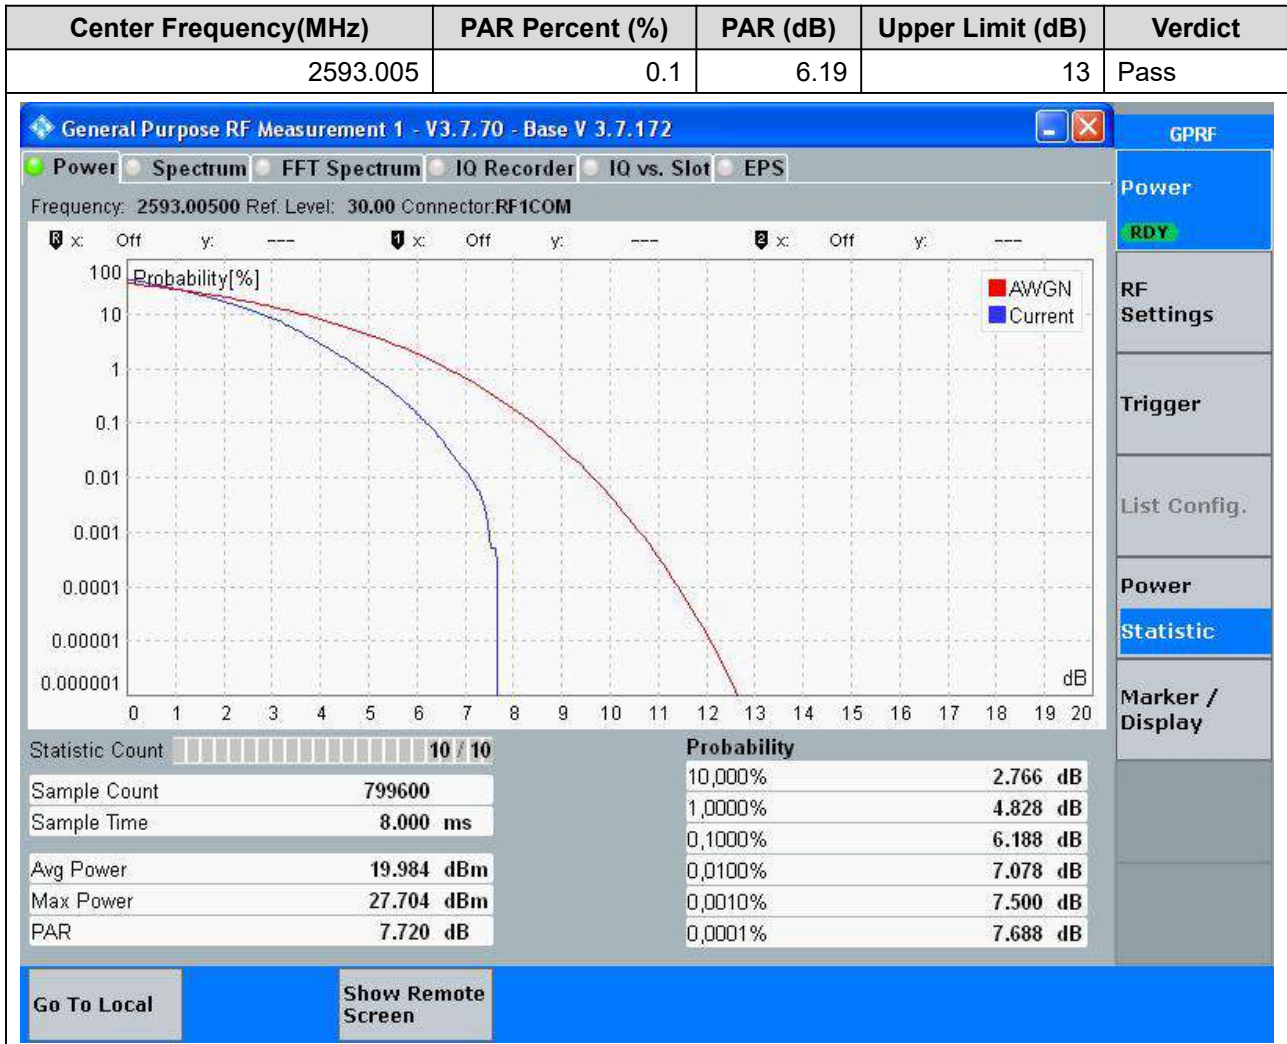 Center Frequency(MHz) PAR Percent (%) PAR (dB) Upper Limit (dB) Verdict
2593.005 0.1 6.19 13 Pass
General Purpose RF Measurement 1 - V3.7.70 - Base V 3.7.172
GPRF
Power Spectrum FFT Spectrum IQ Recorder IQ vs. Slot EPS
Frequency: 2593.00500 Ref. Level: 30.00 Connector:RF1COM
R x: Off y: --- 1 x: Off y: --- 2 x: Off y: ---
Probability[%]
AWGN
Current
100
10
1
0.1
0.01
0.001
0.0001
0.00001
0.000001
dB
0 1 2 3 4 5 6 7 8 9 10 11 12 13 14 15 16 17 18 19 20
Statistic Count 10 / 10
Sample Count 799600
Sample Time 8.000 ms
Avg Power 19.984 dBm
Max Power 27.704 dBm
PAR 7.720 dB
Probability
10,000% 2.766 dB
1,0000% 4.828 dB
0,1000% 6.188 dB
0,0100% 7.078 dB
0,0010% 7.500 dB
0,0001% 7.688 dB
Power
RDY
RF
Settings
Trigger
List Config.
Power
Statistic
Marker /
Display
Go To Local
Show Remote
Screen